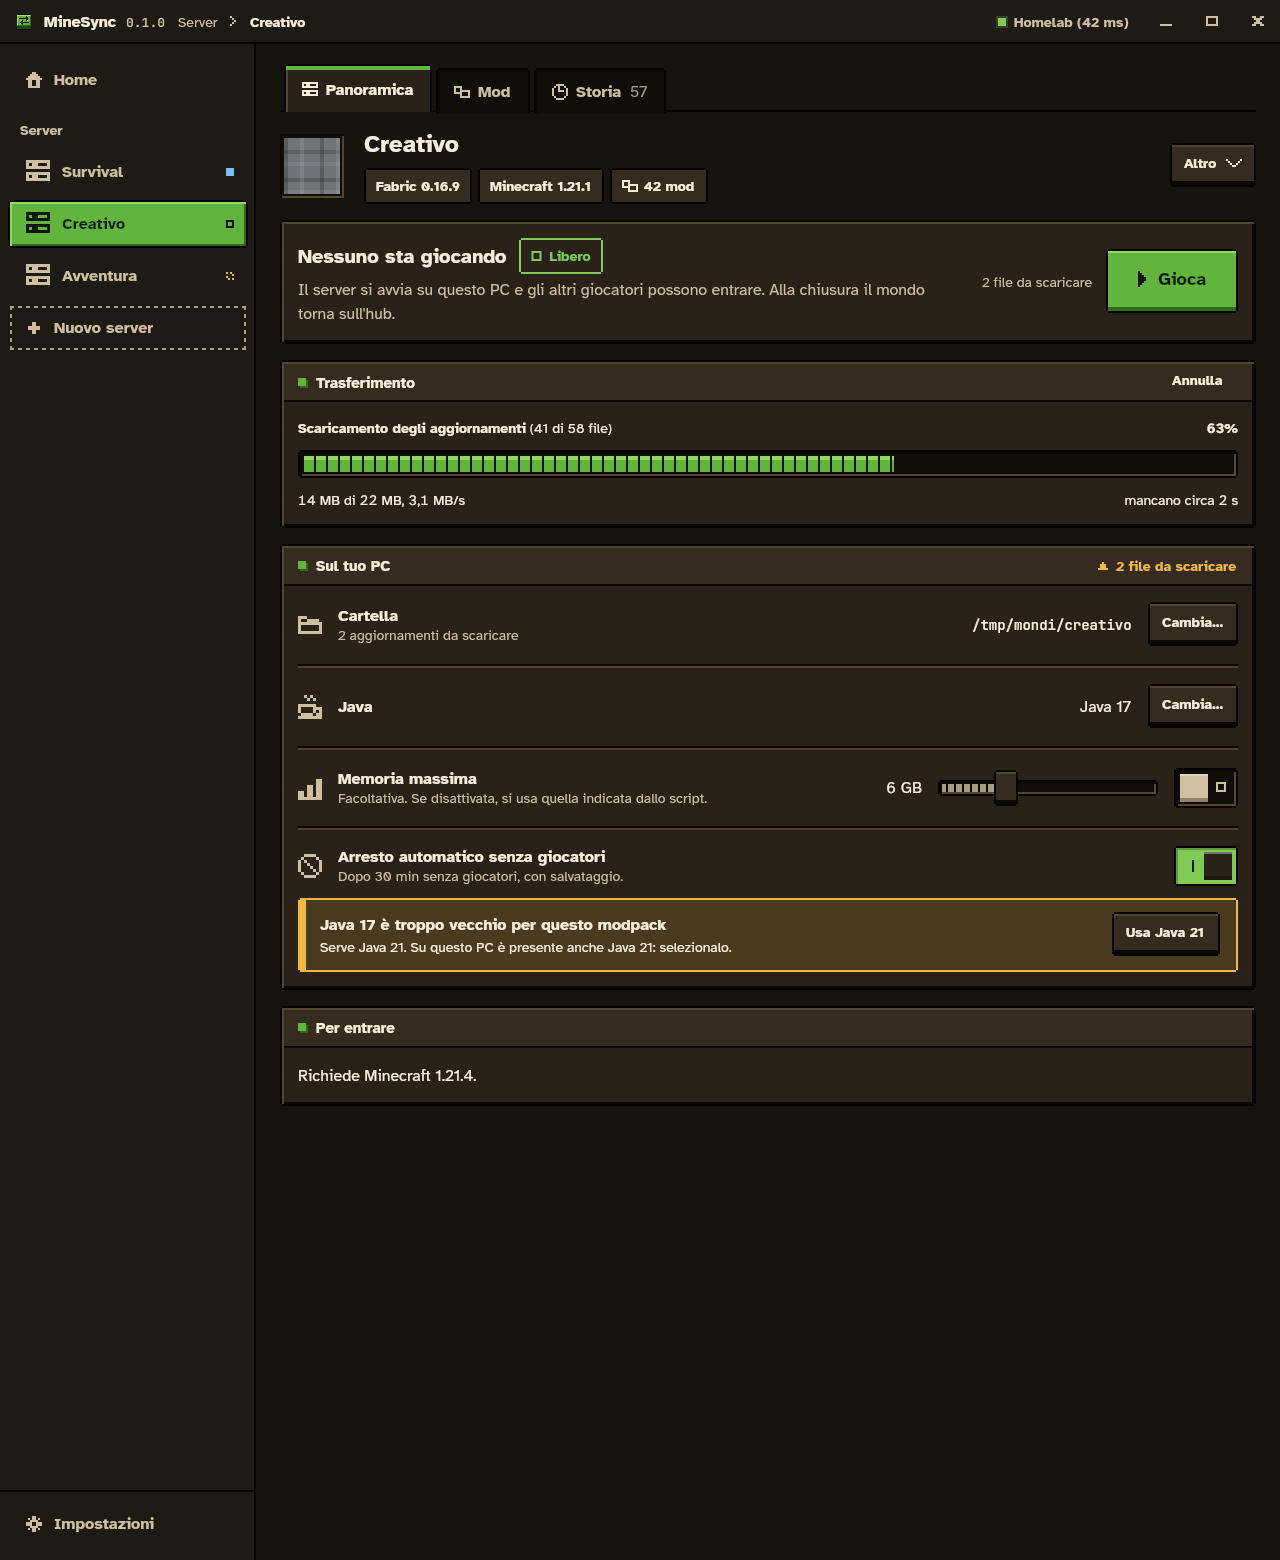 MineSync 0.1.0 Server Creativo
Homelab (42 ms)
Home
Server
Survival
Creativo
Avventura
Nuovo server
Impostazioni
Panoramica
Mod
Storia 57
Creativo
Fabric 0.16.9
Minecraft 1.21.1
42 mod
Altro
Nessuno sta giocando
Libero
Il server si avvia su questo PC e gli altri giocatori possono entrare. Alla chiusura il mondo
torna sull'hub.
2 file da scaricare
Gioca
Trasferimento
Annulla
Scaricamento degli aggiornamenti (41 di 58 file)
63%
14 MB di 22 MB, 3,1 MB/s
mancano circa 2 s
Sul tuo PC
2 file da scaricare
Cartella
2 aggiornamenti da scaricare
/tmp/mondi/creativo
Cambia...
Java
Java 17
Cambia...
Memoria massima
Facoltativa. Se disattivata, si usa quella indicata dallo script.
6 GB
Arresto automatico senza giocatori
Dopo 30 min senza giocatori, con salvataggio.
Java 17 è troppo vecchio per questo modpack
Serve Java 21. Su questo PC è presente anche Java 21: selezionalo.
Usa Java 21
Per entrare
Richiede Minecraft 1.21.4.